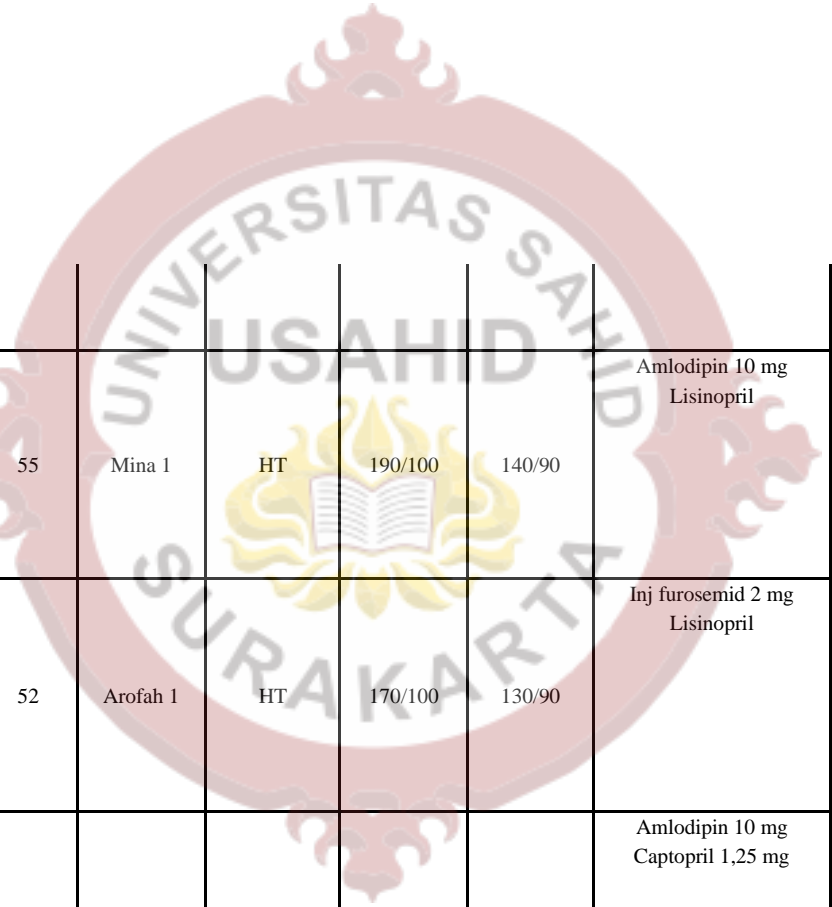 UNIVERSITAS SAHID
USAHID
SURAKARTA
Amlodipin 10 mg
Lisinopril
55 Mina 1 HT 190/100 140/90
Inj furosemid 2 mg
Lisinopril
52 Arofah 1 HT 170/100 130/90
Amlodipin 10 mg
Captopril 1,25 mg